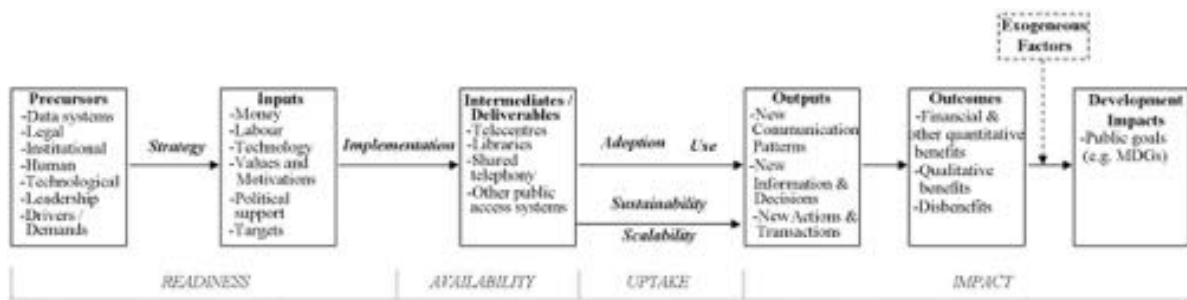 Exogeneous
Factors
Precursors
-Data systems
-Legal
-Institutional
-Human
-Technological
-Leadership
-Drivers /
Demands
Strategy
Inputs
-Money
-Labour
-Technology
-Values and
Motivations
-Political
support
-Targets
Implementation
Intermediates /
Deliverables
-Telecentres
-Libraries
-Shared
telephony
-Other public
access systems
Adoption Use
Sustainability
Scalability
Outputs
-New
Communication
Patterns
-New
Information &
Decisions
-New Actions &
Transactions
Outcomes
-Financial &
other quantitative
benefits
-Qualitative
benefits
-Disbenefits
Development
Impacts
-Public goals
(e.g. MDGs)
READINESS
AVAILABILITY
UPTAKE
IMPACT